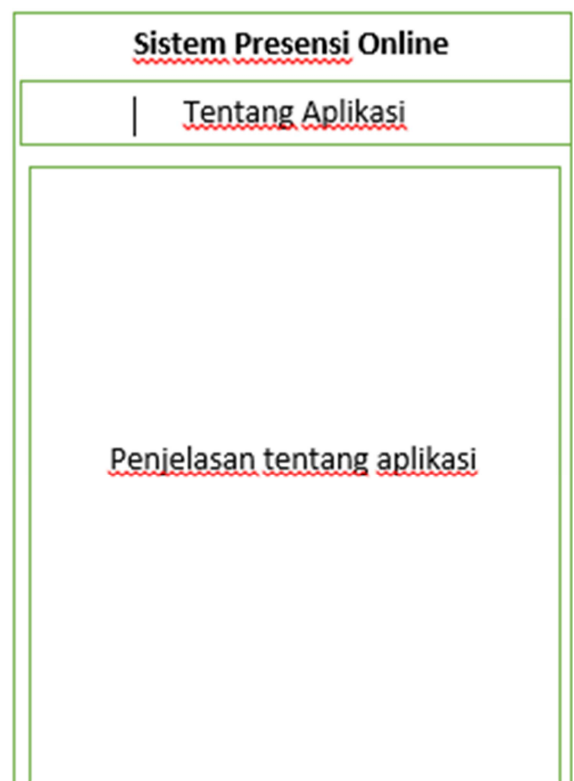 Sistem Presensi Online
Tentang Aplikasi
Penjelasan tentang aplikasi